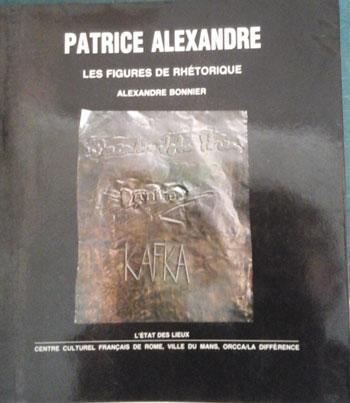 PATRICE ALEXANDRE
LES FIGURES DE RHÉTORIQUE
ALEXANDRE BONNIER
KAFKA
L'ÉTAT DES LIEUX
CENTRE CULTUREL FRANÇAIS DE ROME, VILLE DU MANS, ORCCA/LA DIFFÉRENCE